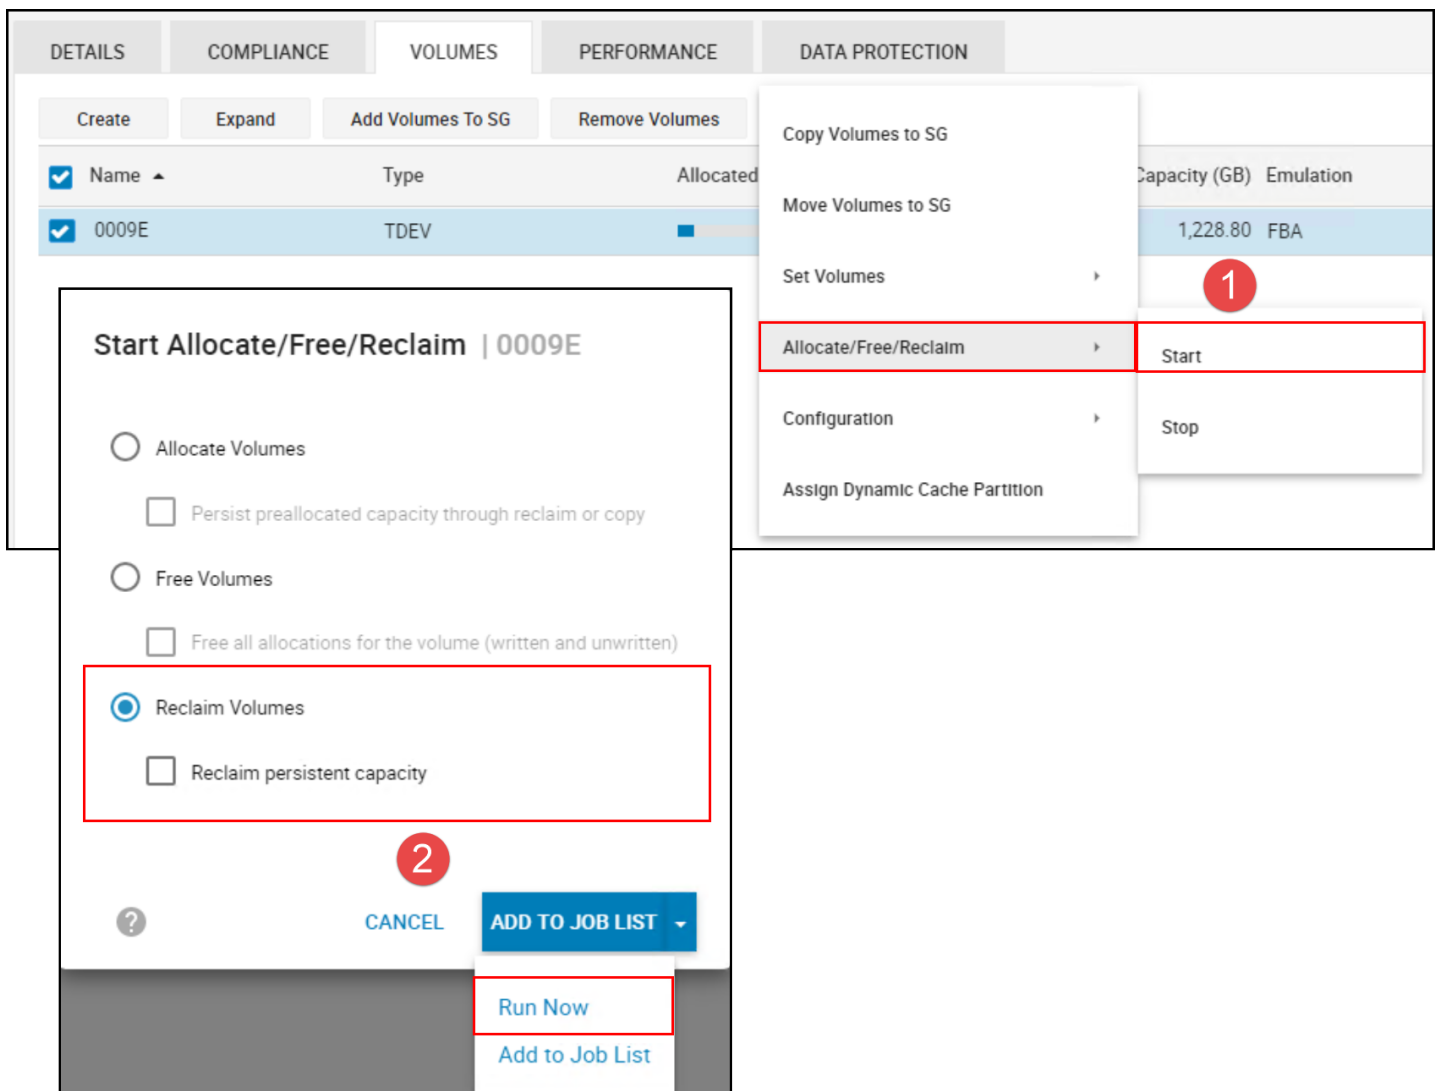 DETAILS COMPLIANCE VOLUMES PERFORMANCE DATA PROTECTION
Create Expand Add Volumes To SG Remove Volumes
Name Type Allocated Capacity (GB) Emulation
0009E TDEV 1,228.80 FBA
Copy Volumes to SG
Move Volumes to SG
Set Volumes
Allocate/Free/Reclaim
Configuration
Assign Dynamic Cache Partition
1
Start
Stop
Start Allocate/Free/Reclaim | 0009E
Allocate Volumes
Persist preallocated capacity through reclaim or copy
Free Volumes
Free all allocations for the volume (written and unwritten)
Reclaim Volumes
Reclaim persistent capacity
2
? CANCEL ADD TO JOB LIST
Run Now
Add to Job List